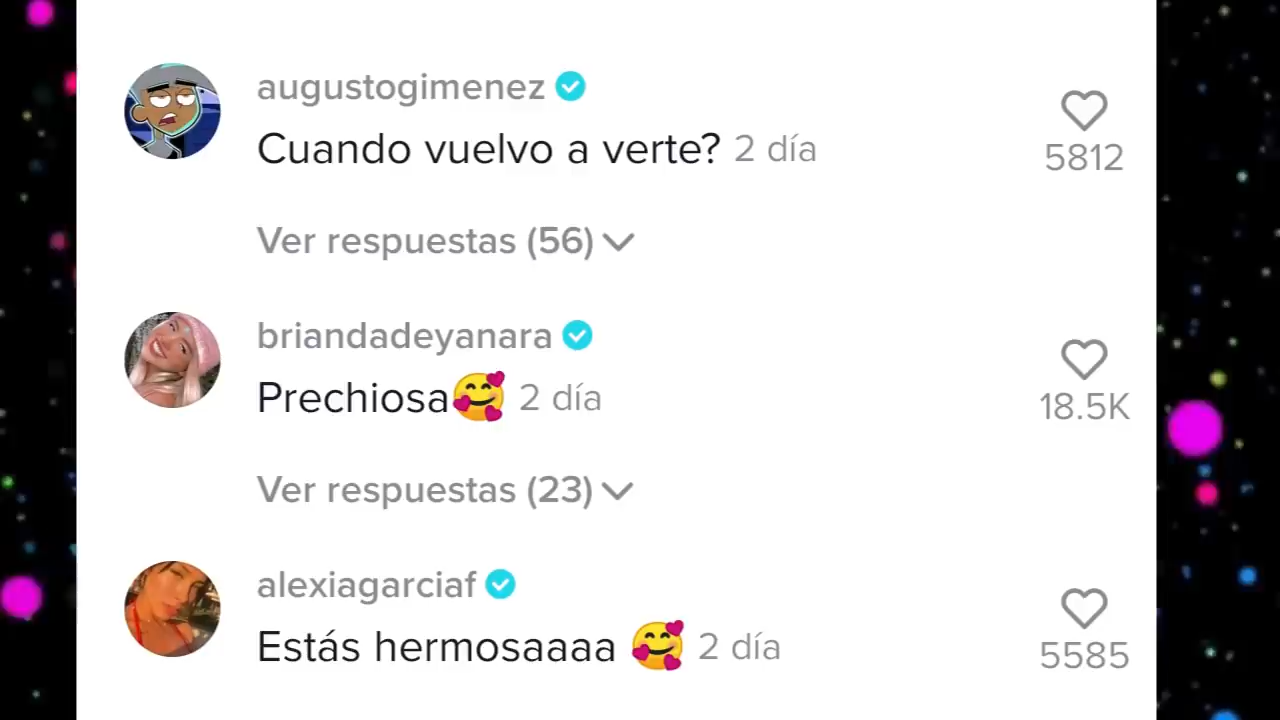 augustogimenez
Cuando vuelvo a verte? 2 día
5812
Ver respuestas (56)
briandadeyanara
Prechiosa🥰 2 día
18.5K
Ver respuestas (23)
alexiagarciaf
Estás hermosaaaa 🥰 2 día
5585